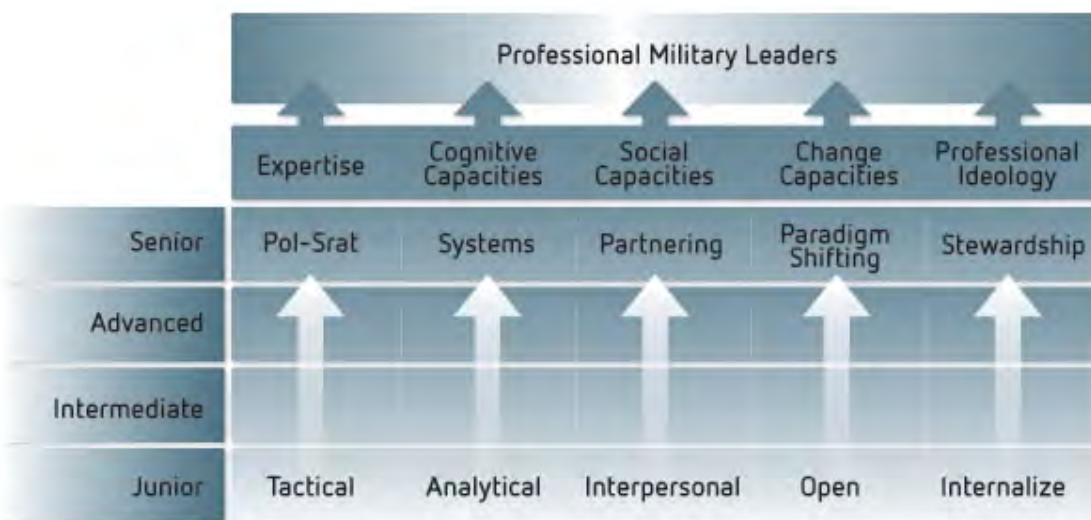 Professional Military Leaders
Expertise
Cognitive
Capacities
Social
Capacities
Change
Capacities
Professional
Ideology
Senior
Pol-Srat
Systems
Partnering
Paradigm
Shifting
Stewardship
Advanced
Intermediate
Junior
Tactical
Analytical
Interpersonal
Open
Internalize